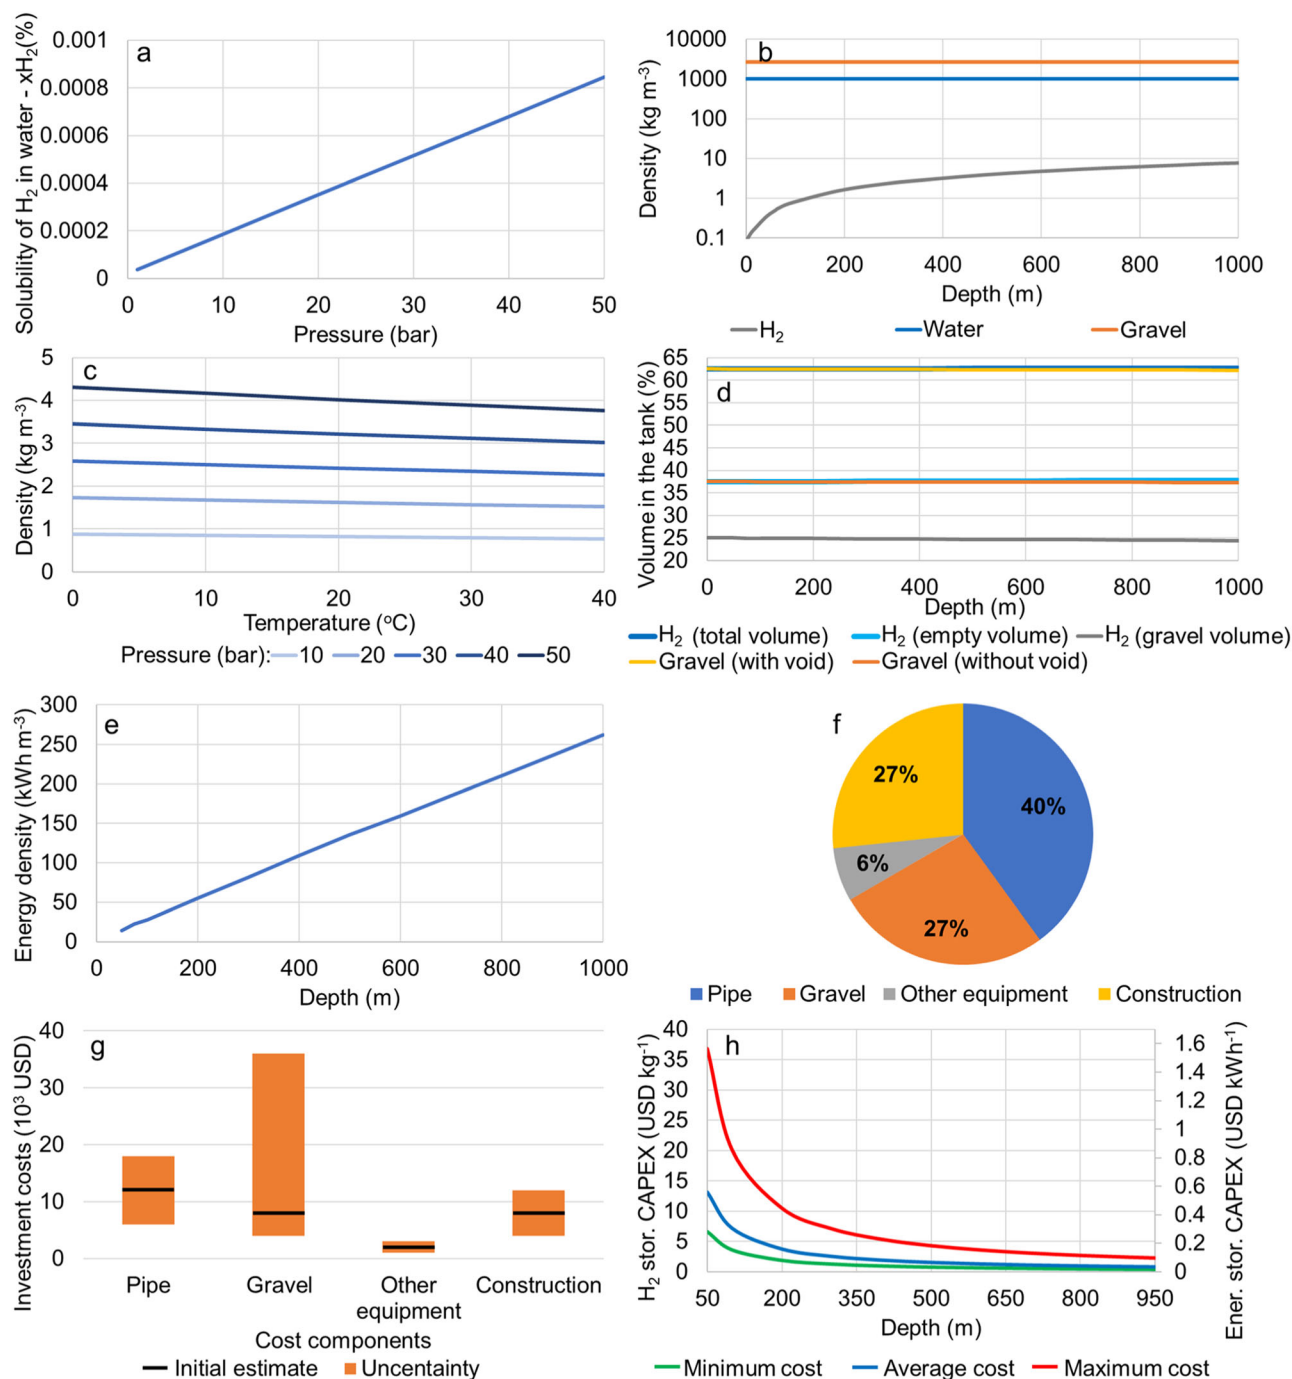 a
Solubility of H2 in water - xH2(%)
0.001
0.0008
0.0006
0.0004
0.0002
0
0 10 20 30 40 50
Pressure (bar)
b
Density (kg m-3)
10000
1000
100
10
1
0.1
0 200 400 600 800 1000
Depth (m)
H2 Water Gravel
c
Density (kg m-3)
5
4
3
2
1
0
0 10 20 30 40
Temperature (oC)
Pressure (bar): 10 20 30 40 50
d
Volume in the tank (%)
65
60
55
50
45
40
35
30
25
20
0 200 400 600 800 1000
Depth (m)
H2 (total volume) H2 (empty volume) H2 (gravel volume)
Gravel (with void) Gravel (without void)
e
Energy density (kWh m-3)
300
250
200
150
100
50
0
0 200 400 600 800 1000
Depth (m)
f
27%
40%
6%
27%
Pipe Gravel Other equipment Construction
g
Investment costs (103 USD)
40
30
20
10
0
Pipe Gravel Other Construction
equipment
Cost components
Initial estimate Uncertainty
h
H2 stor. CAPEX (USD kg-1)
40
35
30
25
20
15
10
5
0
Ener. stor. CAPEX (USD kWh-1)
1.6
1.4
1.2
1
0.8
0.6
0.4
0.2
0
50 200 350 500 650 800 950
Depth (m)
Minimum cost Average cost Maximum cost